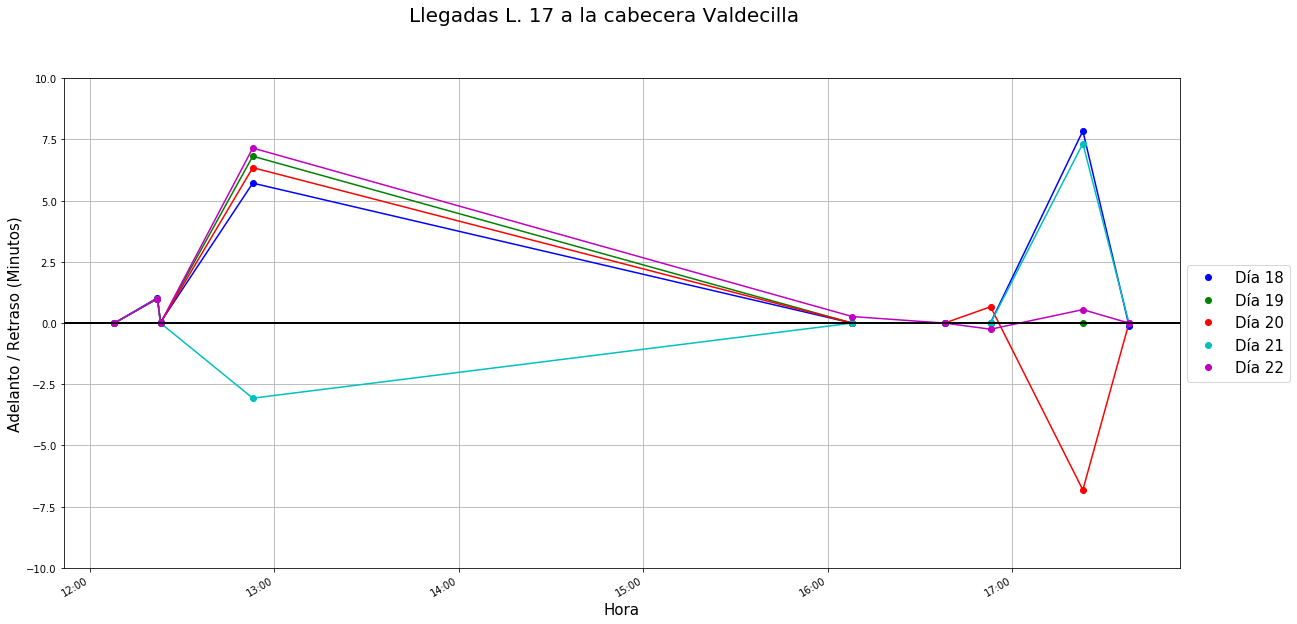 Llegadas L. 17 a la cabecera Valdecilla
Adelanto / Retraso (Minutos)
10.0
7.5
5.0
2.5
0.0
−2.5
−5.0
−7.5
−10.0
12:00
13:00
14:00
15:00
16:00
17:00
Hora
Día 18
Día 19
Día 20
Día 21
Día 22